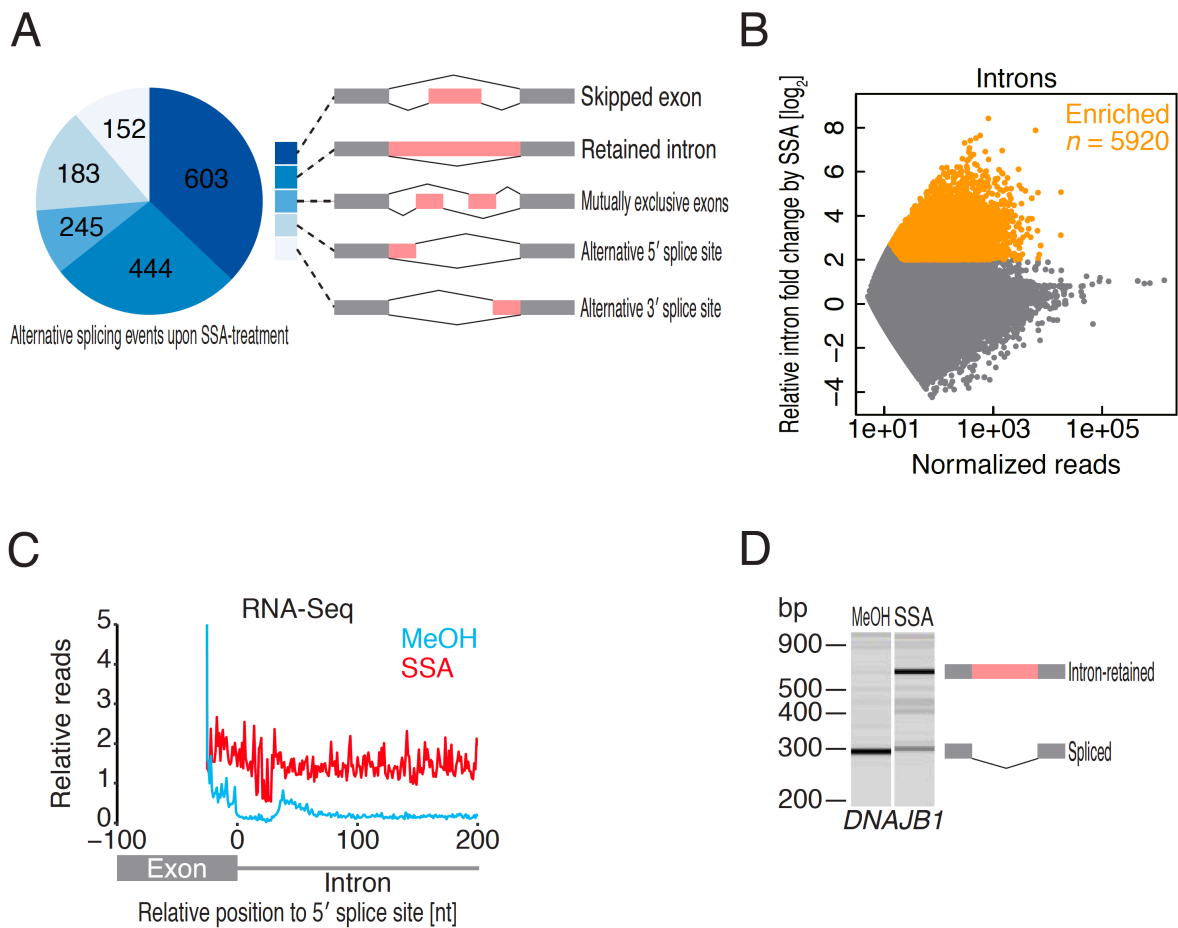 A
152
603
183
245
444
Alternative splicing events upon SSA-treatment
Skipped exon
Retained intron
Mutually exclusive exons
Alternative 5′ splice site
Alternative 3′ splice site
B
Introns
Enriched
n = 5920
Relative intron fold change by SSA [log2]
8
6
4
2
0
−2
−4
1e+01 1e+03 1e+05
Normalized reads
C
RNA-Seq
MeOH
SSA
Relative reads
5
4
3
2
1
0
−100 0 100 200
Exon
Intron
Relative position to 5′ splice site [nt]
D
bp
MeOH SSA
900
500
400
300
200
Intron-retained
Spliced
DNAJB1